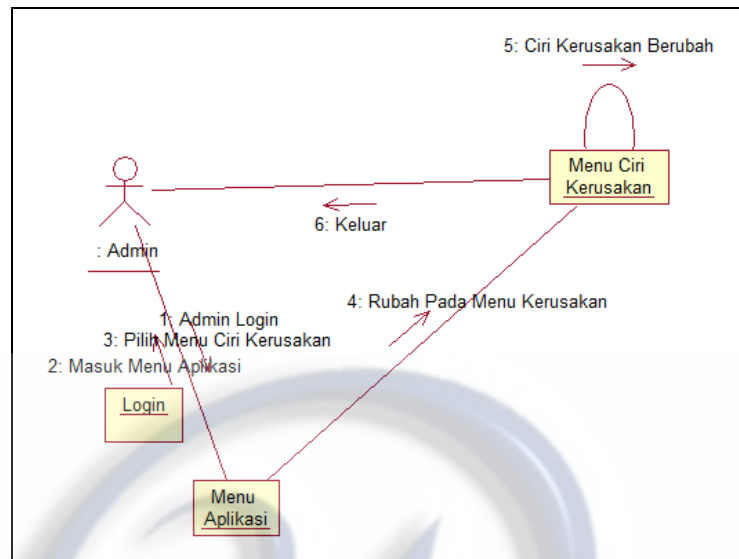 5: Ciri Kerusakan Berubah
Menu Ciri
Kerusakan
6: Keluar
: Admin
4: Rubah Pada Menu Kerusakan
1: Admin Login
3: Pilih Menu Ciri Kerusakan
2: Masuk Menu Aplikasi
Login
Menu
Aplikasi